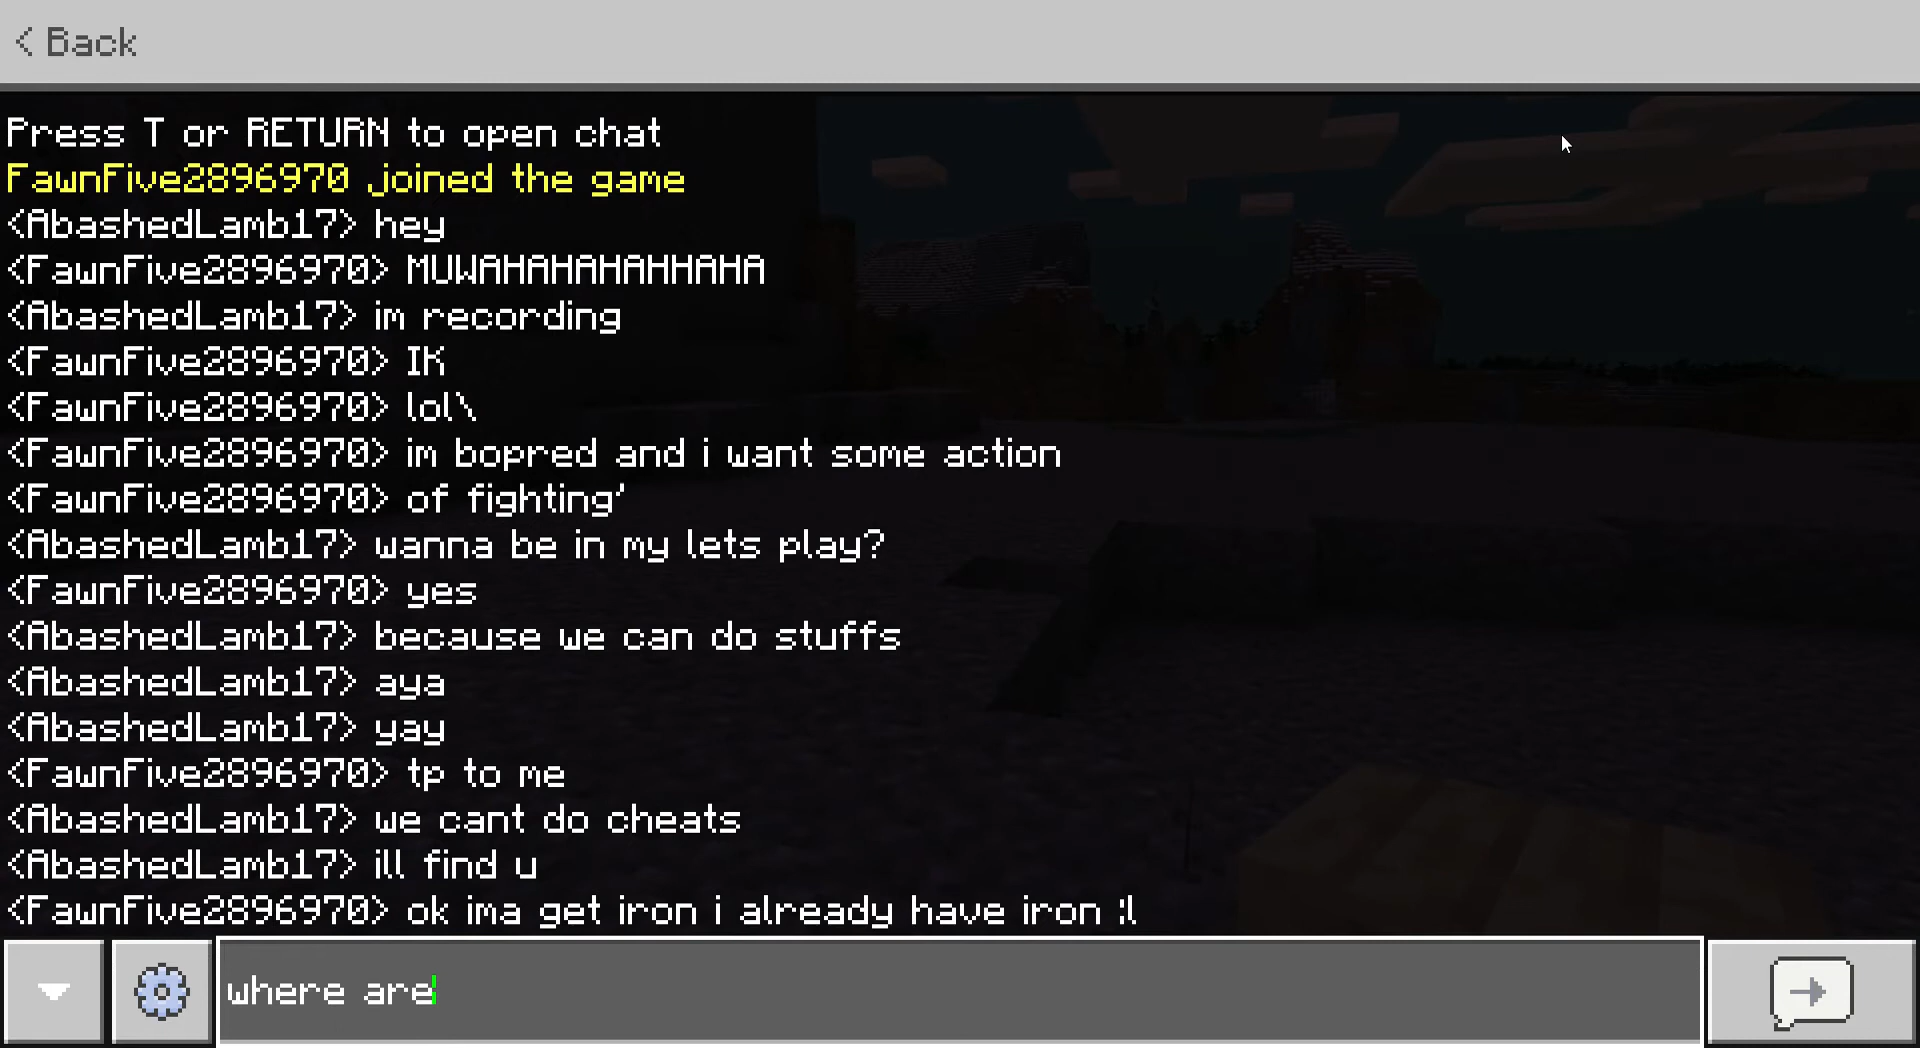 Back
Press T or RETURN to open chat
FawnFive2896970 joined the game
<AbashedLamb17> hey
<FawnFive2896970> MUWAHAHAHAHHAHA
<AbashedLamb17> im recording
<FawnFive2896970> IK
<FawnFive2896970> lol\
<FawnFive2896970> im bopred and i want some action
<FawnFive2896970> of fighting'
<AbashedLamb17> wanna be in my lets play?
<FawnFive2896970> yes
<AbashedLamb17> because we can do stuffs
<AbashedLamb17> aya
<AbashedLamb17> yay
<FawnFive2896970> tp to me
<AbashedLamb17> we cant do cheats
<AbashedLamb17> ill find u
<FawnFive2896970> ok ima get iron i already have iron :l
where are